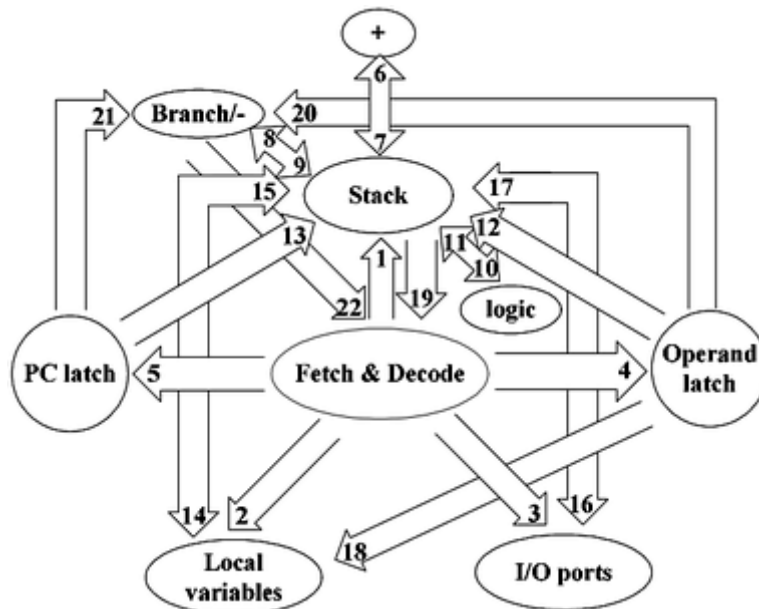 +
6
21
Branch/-
20
8
7
9
15
Stack
17
13
12
11
1
10
22
19
logic
PC latch
5
Fetch & Decode
4
Operand
latch
14
2
3
16
18
Local
variables
I/O ports